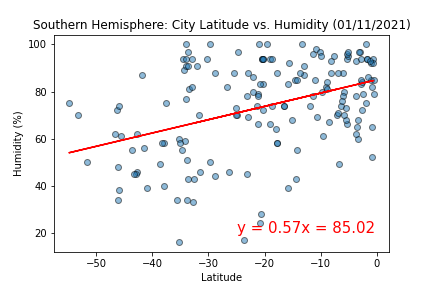 Southern Hemisphere: City Latitude vs. Humidity (01/11/2021)
100
80
60
40
20
Humidity (%)
y = 0.57x = 85.02
−50
−40
−30
−20
−10
0
Latitude